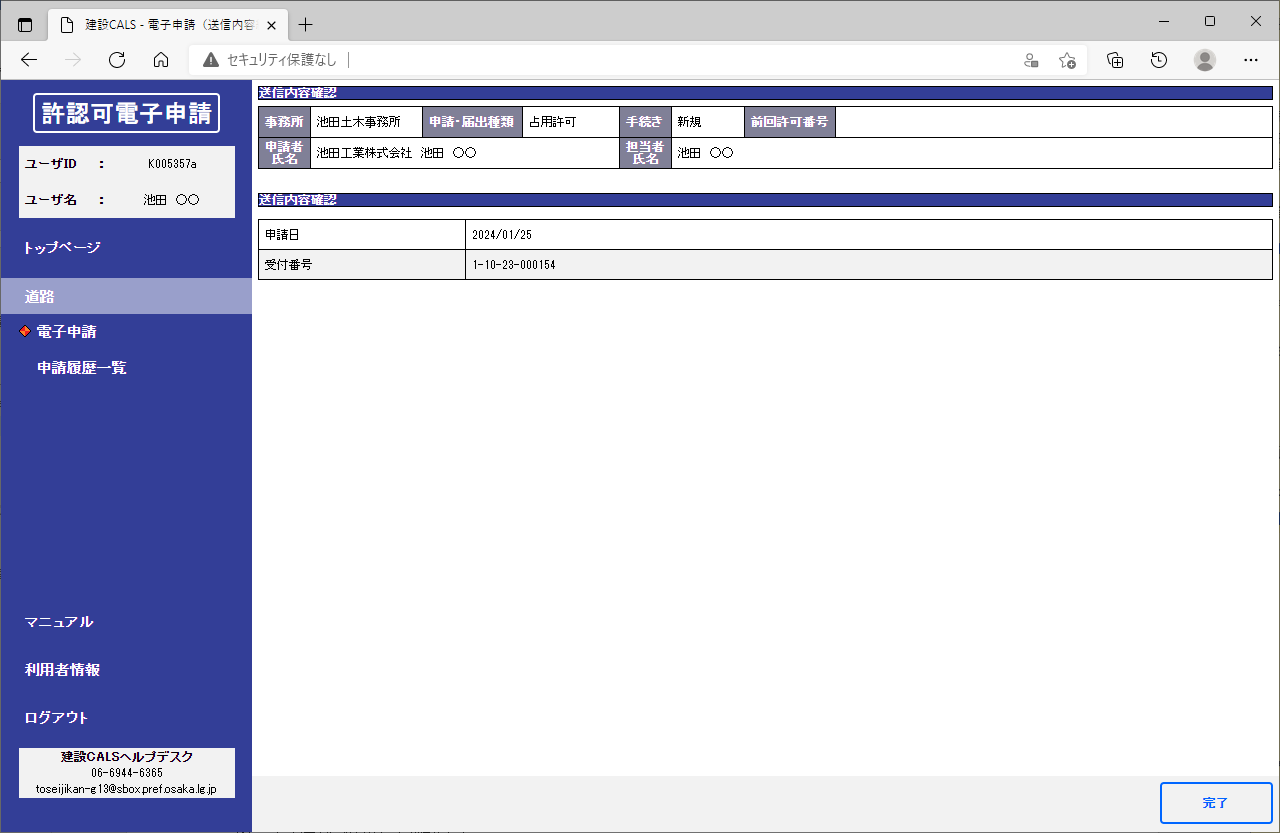 建設CALS - 電子申請（送信内容
セキュリティ保護なし
許認可電子申請
ユーザID ： K005357a
ユーザ名 ： 池田 ○○
トップページ
道路
電子申請
申請履歴一覧
マニュアル
利用者情報
ログアウト
建設CALSヘルプデスク
06-6944-6365
toseijikan-g13@sbox.pref.osaka.lg.jp
送信内容確認
事務所 池田土木事務所 申請・届出種類 占用許可 手続き 新規 前回許可番号
申請者氏名 池田工業株式会社 池田 ○○ 担当者氏名 池田 ○○
送信内容確認
申請日 2024/01/25
受付番号 1-10-23-000154
完了